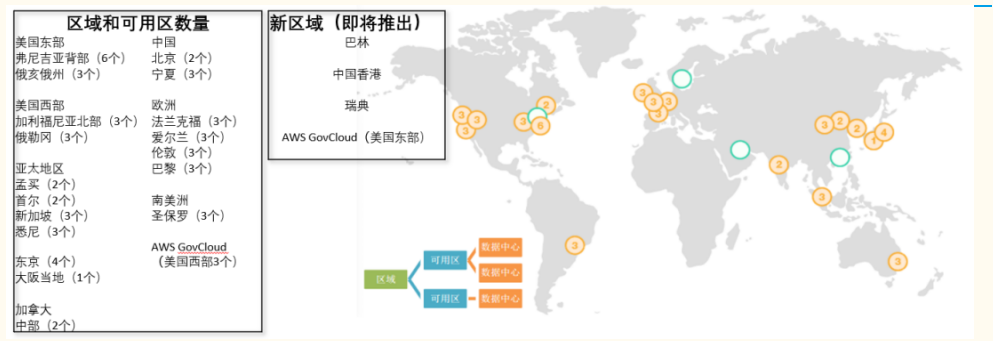 区域和可用区数量
美国东部
弗尼吉亚背部（6个）
俄亥俄州（3个）
美国西部
加利福尼亚北部（3个）
俄勒冈（3个）
亚太地区
孟买（2个）
首尔（2个）
新加坡（3个）
悉尼（3个）
东京（4个）
大阪当地（1个）
加拿大
中部（2个）
中国
北京（2个）
宁夏（3个）
欧洲
法兰克福（3个）
爱尔兰（3个）
伦敦（3个）
巴黎（3个）
南美洲
圣保罗（3个）
AWS GovCloud
（美国西部3个）
新区域（即将推出）
巴林
中国香港
瑞典
AWS GovCloud（美国东部）
3
3
3
3
2
6
3
3
3
3
3
2
2
1
4
2
3
3
3
区域
可用区
数据中心
数据中心
可用区
数据中心